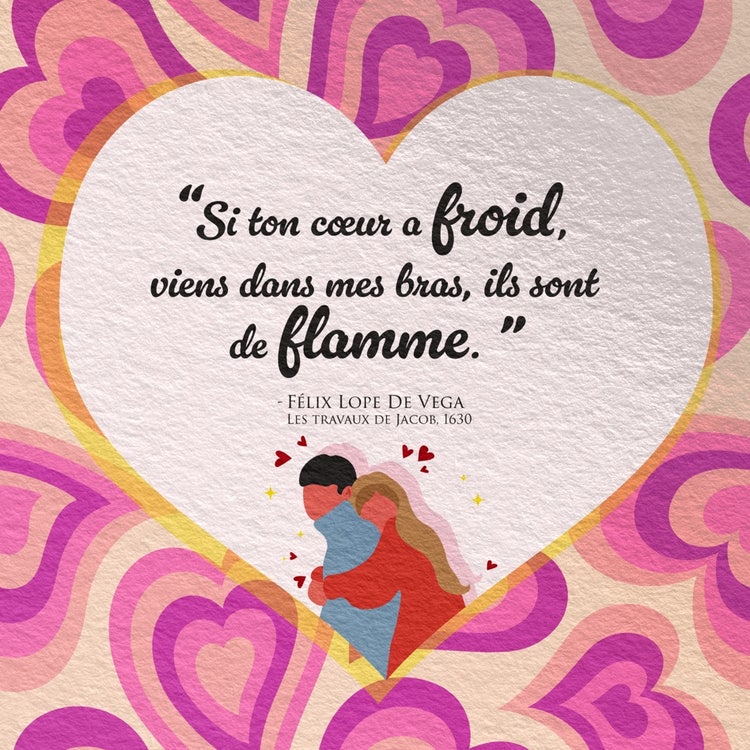 “Si ton cœur a froid,
viens dans mes bras, ils sont
de flamme. ”
- Félix Lope De Vega
Les travaux de Jacob, 1630